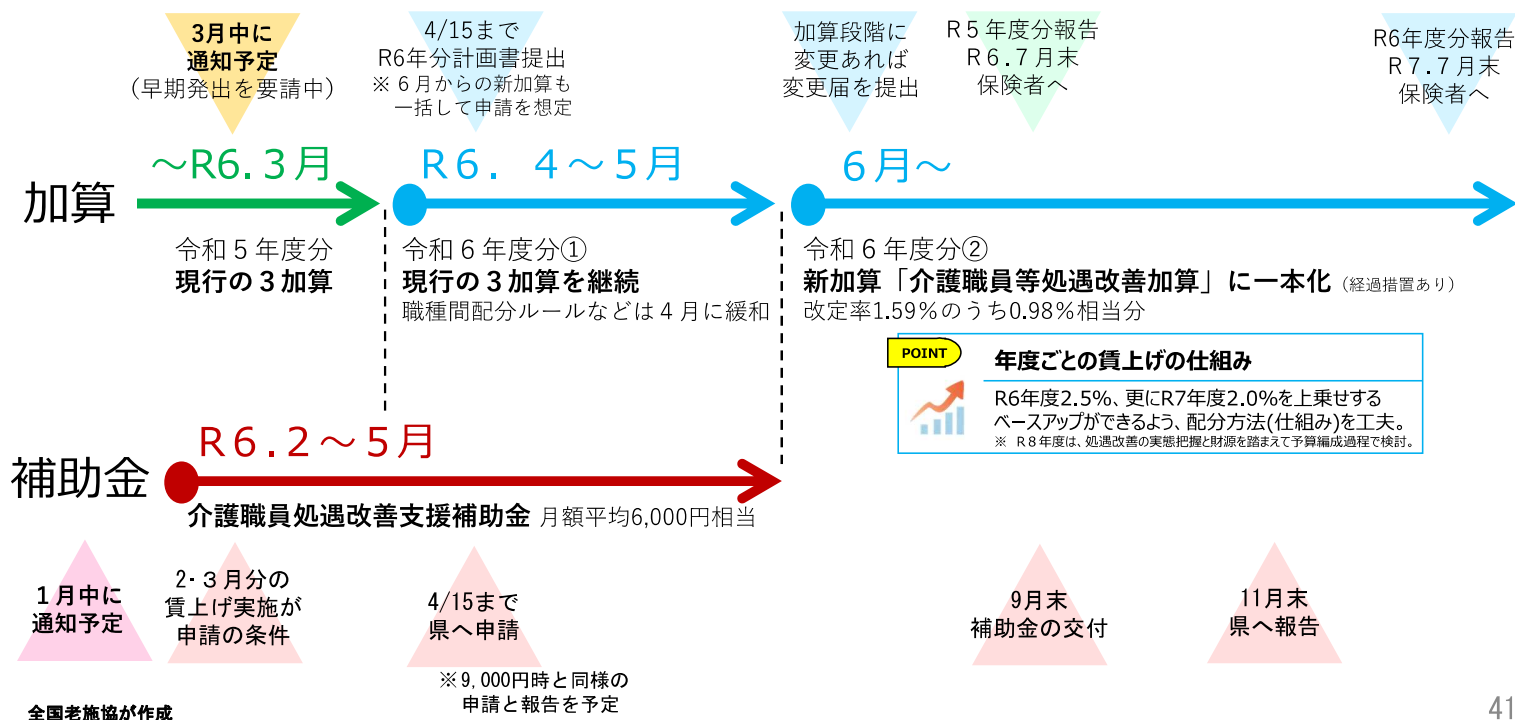 3月中に
通知予定
（早期発出を要請中）
4/15まで
R6年分計画書提出
※６月からの新加算も
一括して申請を想定
加算段階に
変更あれば
変更届を提出
R５年度分報告
R６.７月末
保険者へ
R6年度分報告
R７.７月末
保険者へ
加算
～R6.３月
R６.４～５月
６月～
令和５年度分
現行の３加算
令和６年度分①
現行の３加算を継続
職種間配分ルールなどは４月に緩和
令和６年度分②
新加算「介護職員等処遇改善加算」に一本化（経過措置あり）
改定率1.59％のうち0.98％相当分
POINT
年度ごとの賃上げの仕組み
R6年度2.5%、更にR7年度2.0%を上乗せする
ベースアップができるよう、配分方法(仕組み)を工夫。
※ R８年度は、処遇改善の実態把握と財源を踏まえて予算編成過程で検討。
補助金
R６.２～５月
介護職員処遇改善支援補助金 月額平均6,000円相当
１月中に
通知予定
2・３月分の
賃上げ実施が
申請の条件
4/15まで
県へ申請
※9,000円時と同様の
申請と報告を予定
9月末
補助金の交付
11月末
県へ報告
全国老施協が作成
41